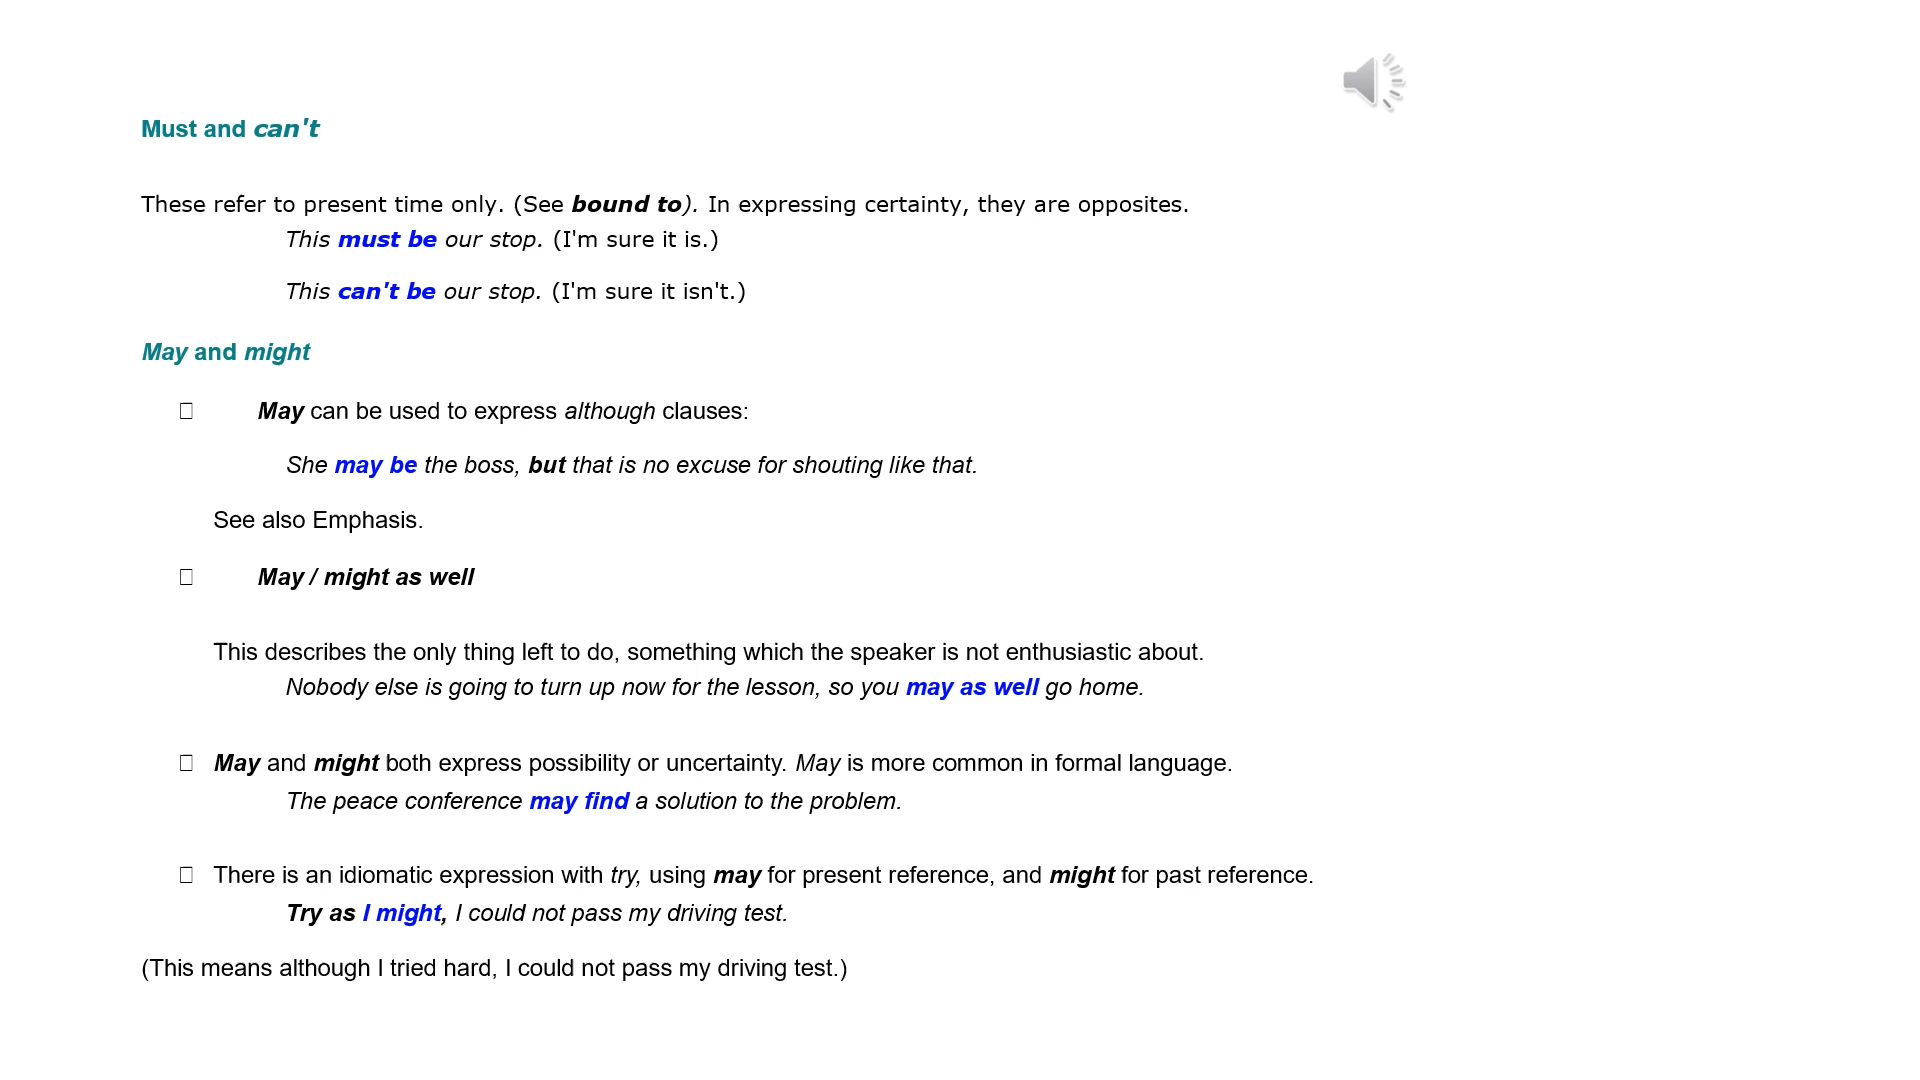 Must and can't
These refer to present time only. (See bound to). In expressing certainty, they are opposites.
This must be our stop. (I'm sure it is.)
This can't be our stop. (I'm sure it isn't.)
May and might
May can be used to express although clauses:
She may be the boss, but that is no excuse for shouting like that.
See also Emphasis.
May / might as well
This describes the only thing left to do, something which the speaker is not enthusiastic about.
Nobody else is going to turn up now for the lesson, so you may as well go home.
May and might both express possibility or uncertainty. May is more common in formal language.
The peace conference may find a solution to the problem.
There is an idiomatic expression with try, using may for present reference, and might for past reference.
Try as I might, I could not pass my driving test.
(This means although I tried hard, I could not pass my driving test.)